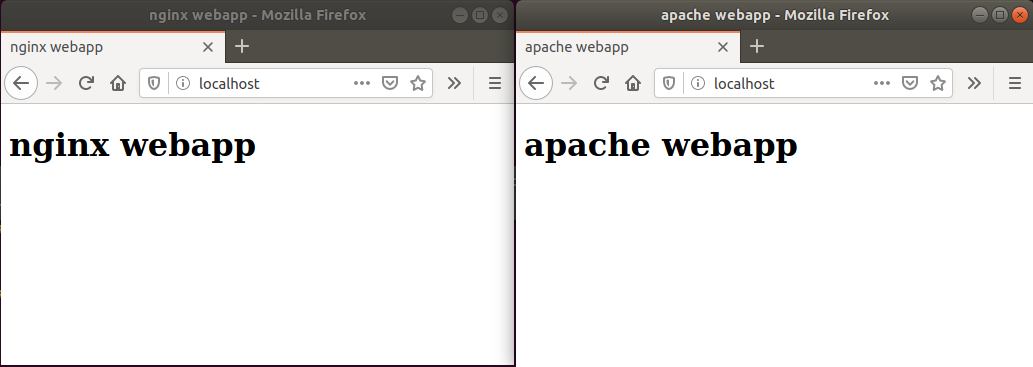 nginx webapp - Mozilla Firefox
nginx webapp
localhost
nginx webapp
apache webapp - Mozilla Firefox
apache webapp
localhost
apache webapp